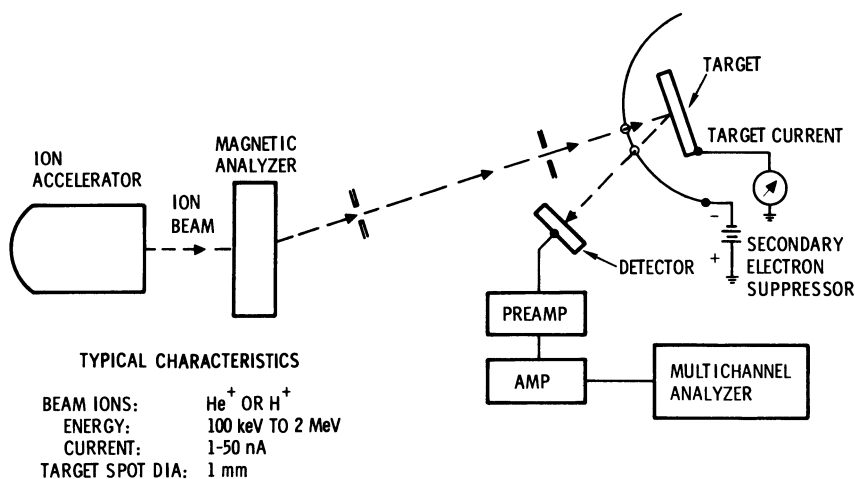 TARGET
TARGET CURRENT
MAGNETIC
ANALYZER
ION
ACCELERATOR
ION
BEAM
-
+
SECONDARY
ELECTRON
SUPPRESSOR
DETECTOR
PREAMP
AMP
MULTICHANNEL
ANALYZER
TYPICAL CHARACTERISTICS
BEAM IONS: He+ OR H+
ENERGY: 100 keV TO 2 MeV
CURRENT: 1-50 nA
TARGET SPOT DIA: 1 mm